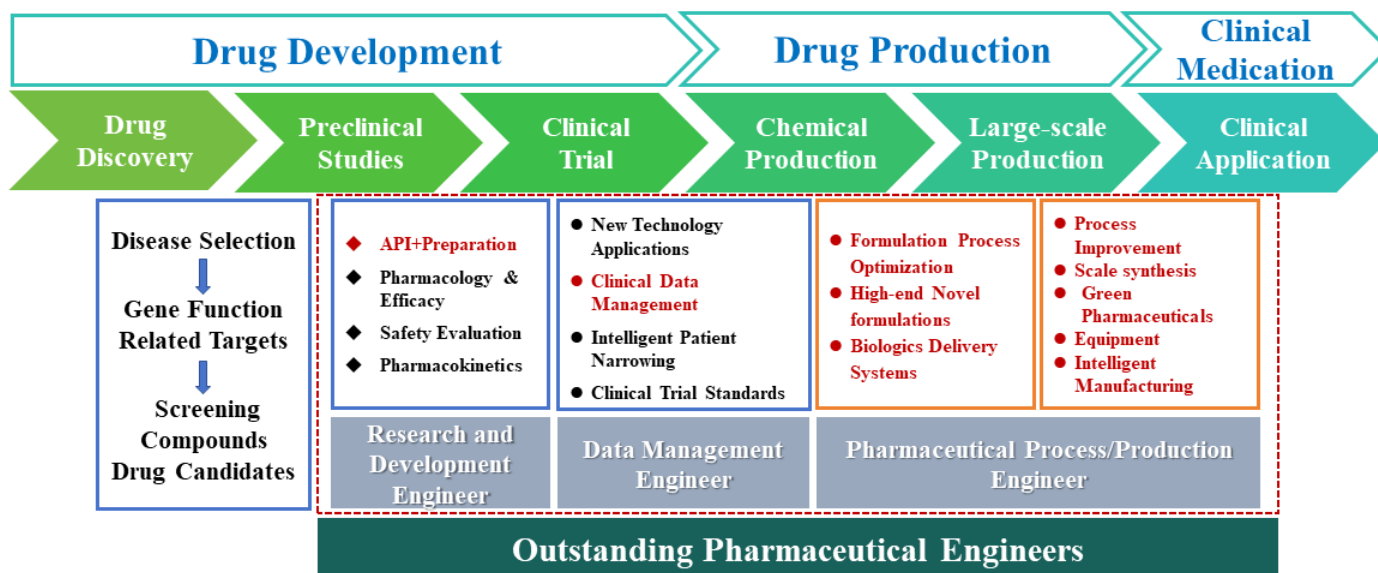 Drug Development
Drug Production
Clinical
Medication
Drug
Discovery
Preclinical
Studies
Clinical
Trial
Chemical
Production
Large-scale
Production
Clinical
Application
Disease Selection
Gene Function
Related Targets
Screening
Compounds
Drug Candidates
API+Preparation
Pharmacology &
Efficacy
Safety Evaluation
Pharmacokinetics
New Technology
Applications
Clinical Data
Management
Intelligent Patient
Narrowing
Clinical Trial Standards
Formulation Process
Optimization
High-end Novel
formulations
Biologics Delivery
Systems
Process
Improvement
Scale synthesis
Green
Pharmaceuticals
Equipment
Intelligent
Manufacturing
Research and
Development
Engineer
Data Management
Engineer
Pharmaceutical Process/Production
Engineer
Outstanding Pharmaceutical Engineers